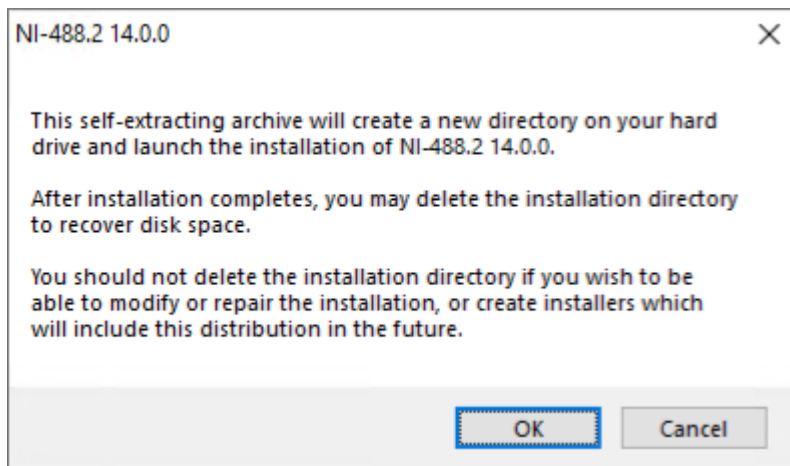 NI-488.2 14.0.0
This self-extracting archive will create a new directory on your hard
drive and launch the installation of NI-488.2 14.0.0.
After installation completes, you may delete the installation directory
to recover disk space.
You should not delete the installation directory if you wish to be
able to modify or repair the installation, or create installers which
will include this distribution in the future.
OK
Cancel